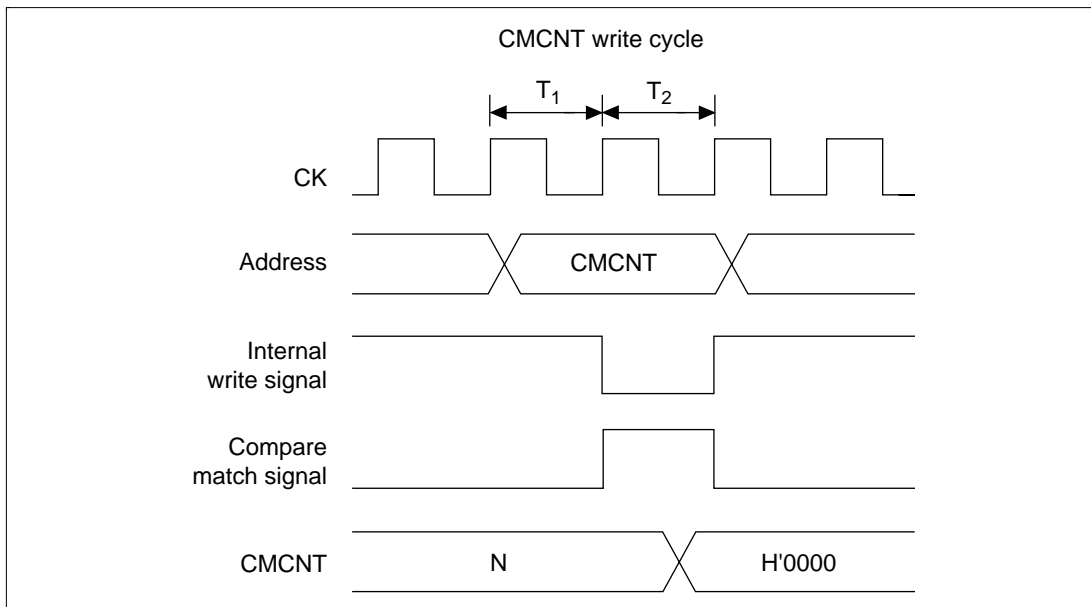 CMCNT write cycle
T1 T2
CK
Address CMCNT
Internal
write signal
Compare
match signal
CMCNT N H'0000